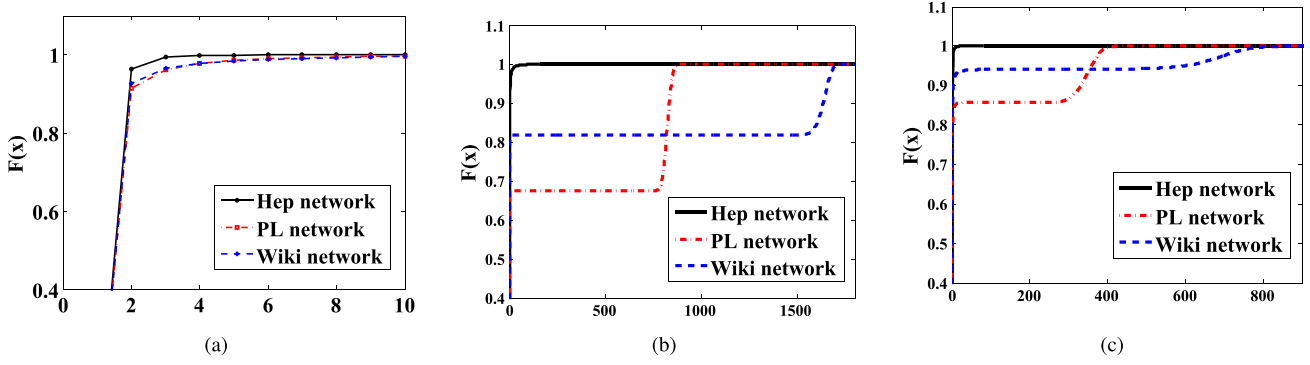 F(x)
1
0.8
0.6
0.4
0 2 4 6 8 10
Hep network
PL network
Wiki network
(a)
F(x)
1.1
1
0.9
0.8
0.7
0.6
0.5
0.4
0 500 1000 1500
Hep network
PL network
Wiki network
(b)
F(x)
1.1
1
0.9
0.8
0.7
0.6
0.5
0.4
0 200 400 600 800
Hep network
PL network
Wiki network
(c)